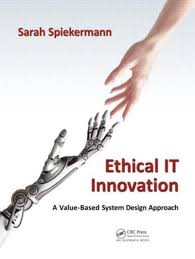 Sarah Spiekermann
Ethical IT
Innovation
A Value-Based System Design Approach
CRC Press